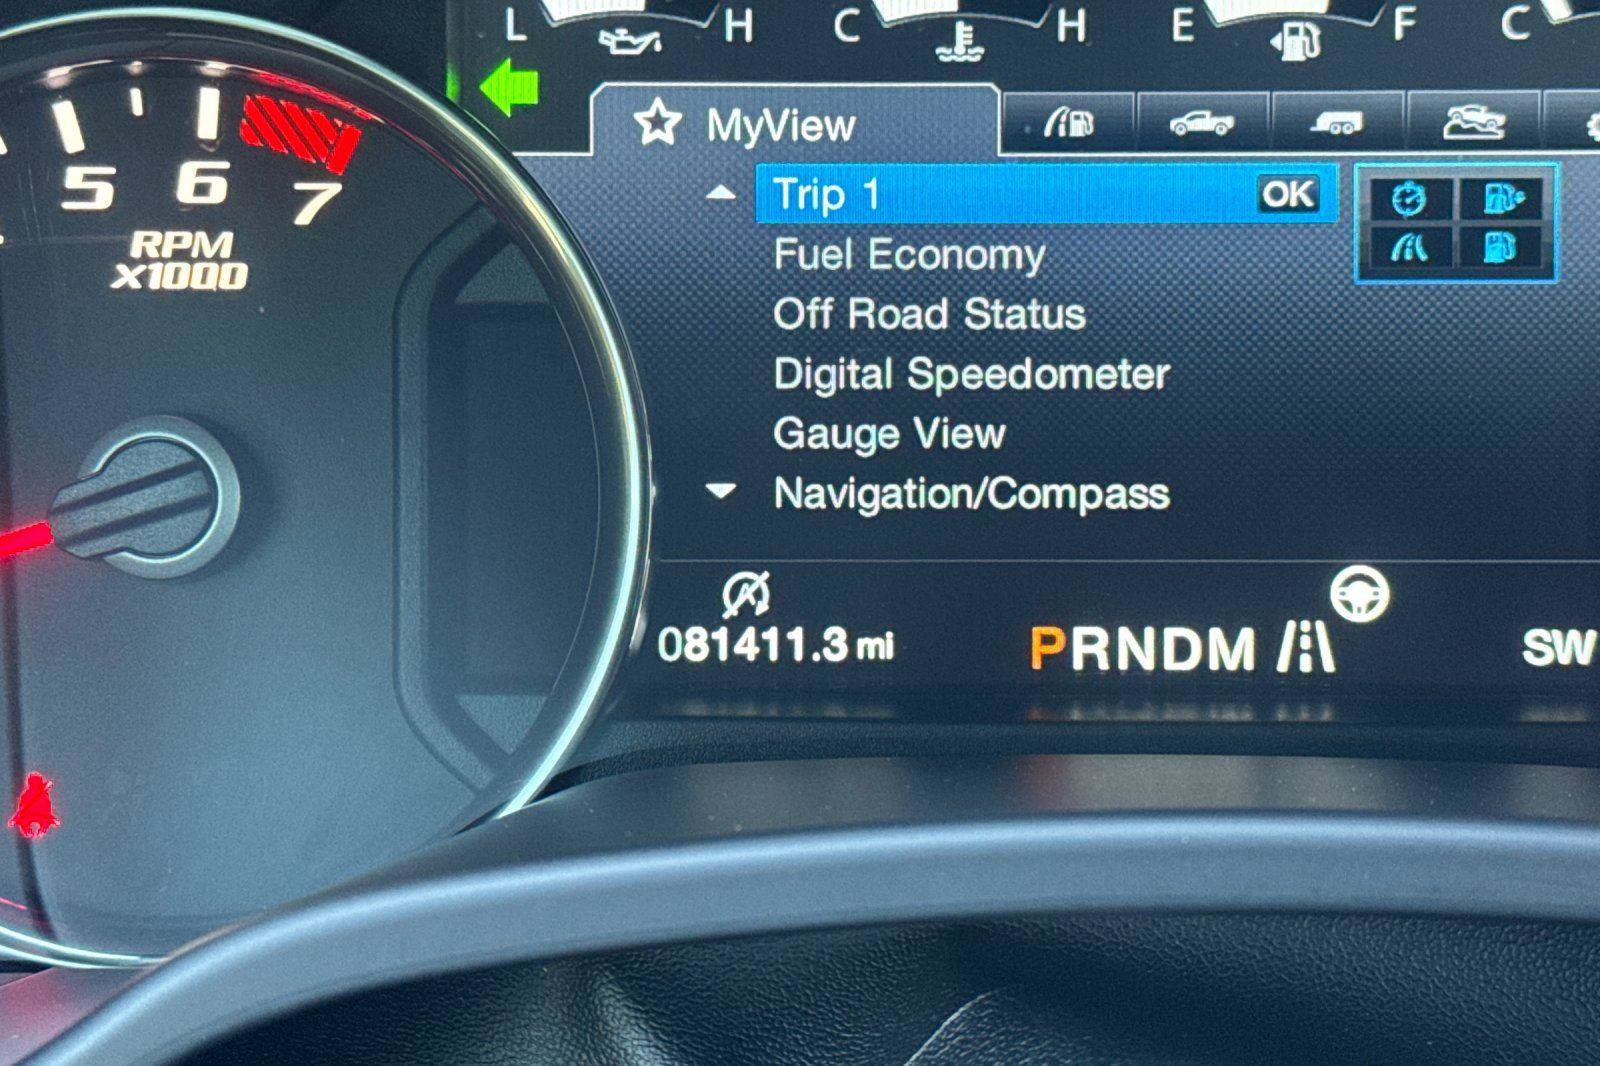 L H C H E F C
MyView
5 6 7
RPM
X1000
Trip 1 OK
Fuel Economy
Off Road Status
Digital Speedometer
Gauge View
Navigation/Compass
A
081411.3 mi PRNDM SW